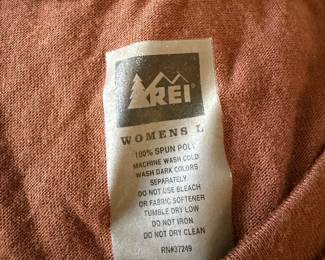 REI
WOMENS L
100% SPUN POLY
MACHINE WASH COLD
WASH DARK COLORS
SEPARATELY
DO NOT USE BLEACH
OR FABRIC SOFTENER
TUMBLE DRY LOW
DO NOT IRON
DO NOT DRY CLEAN
RN#37249